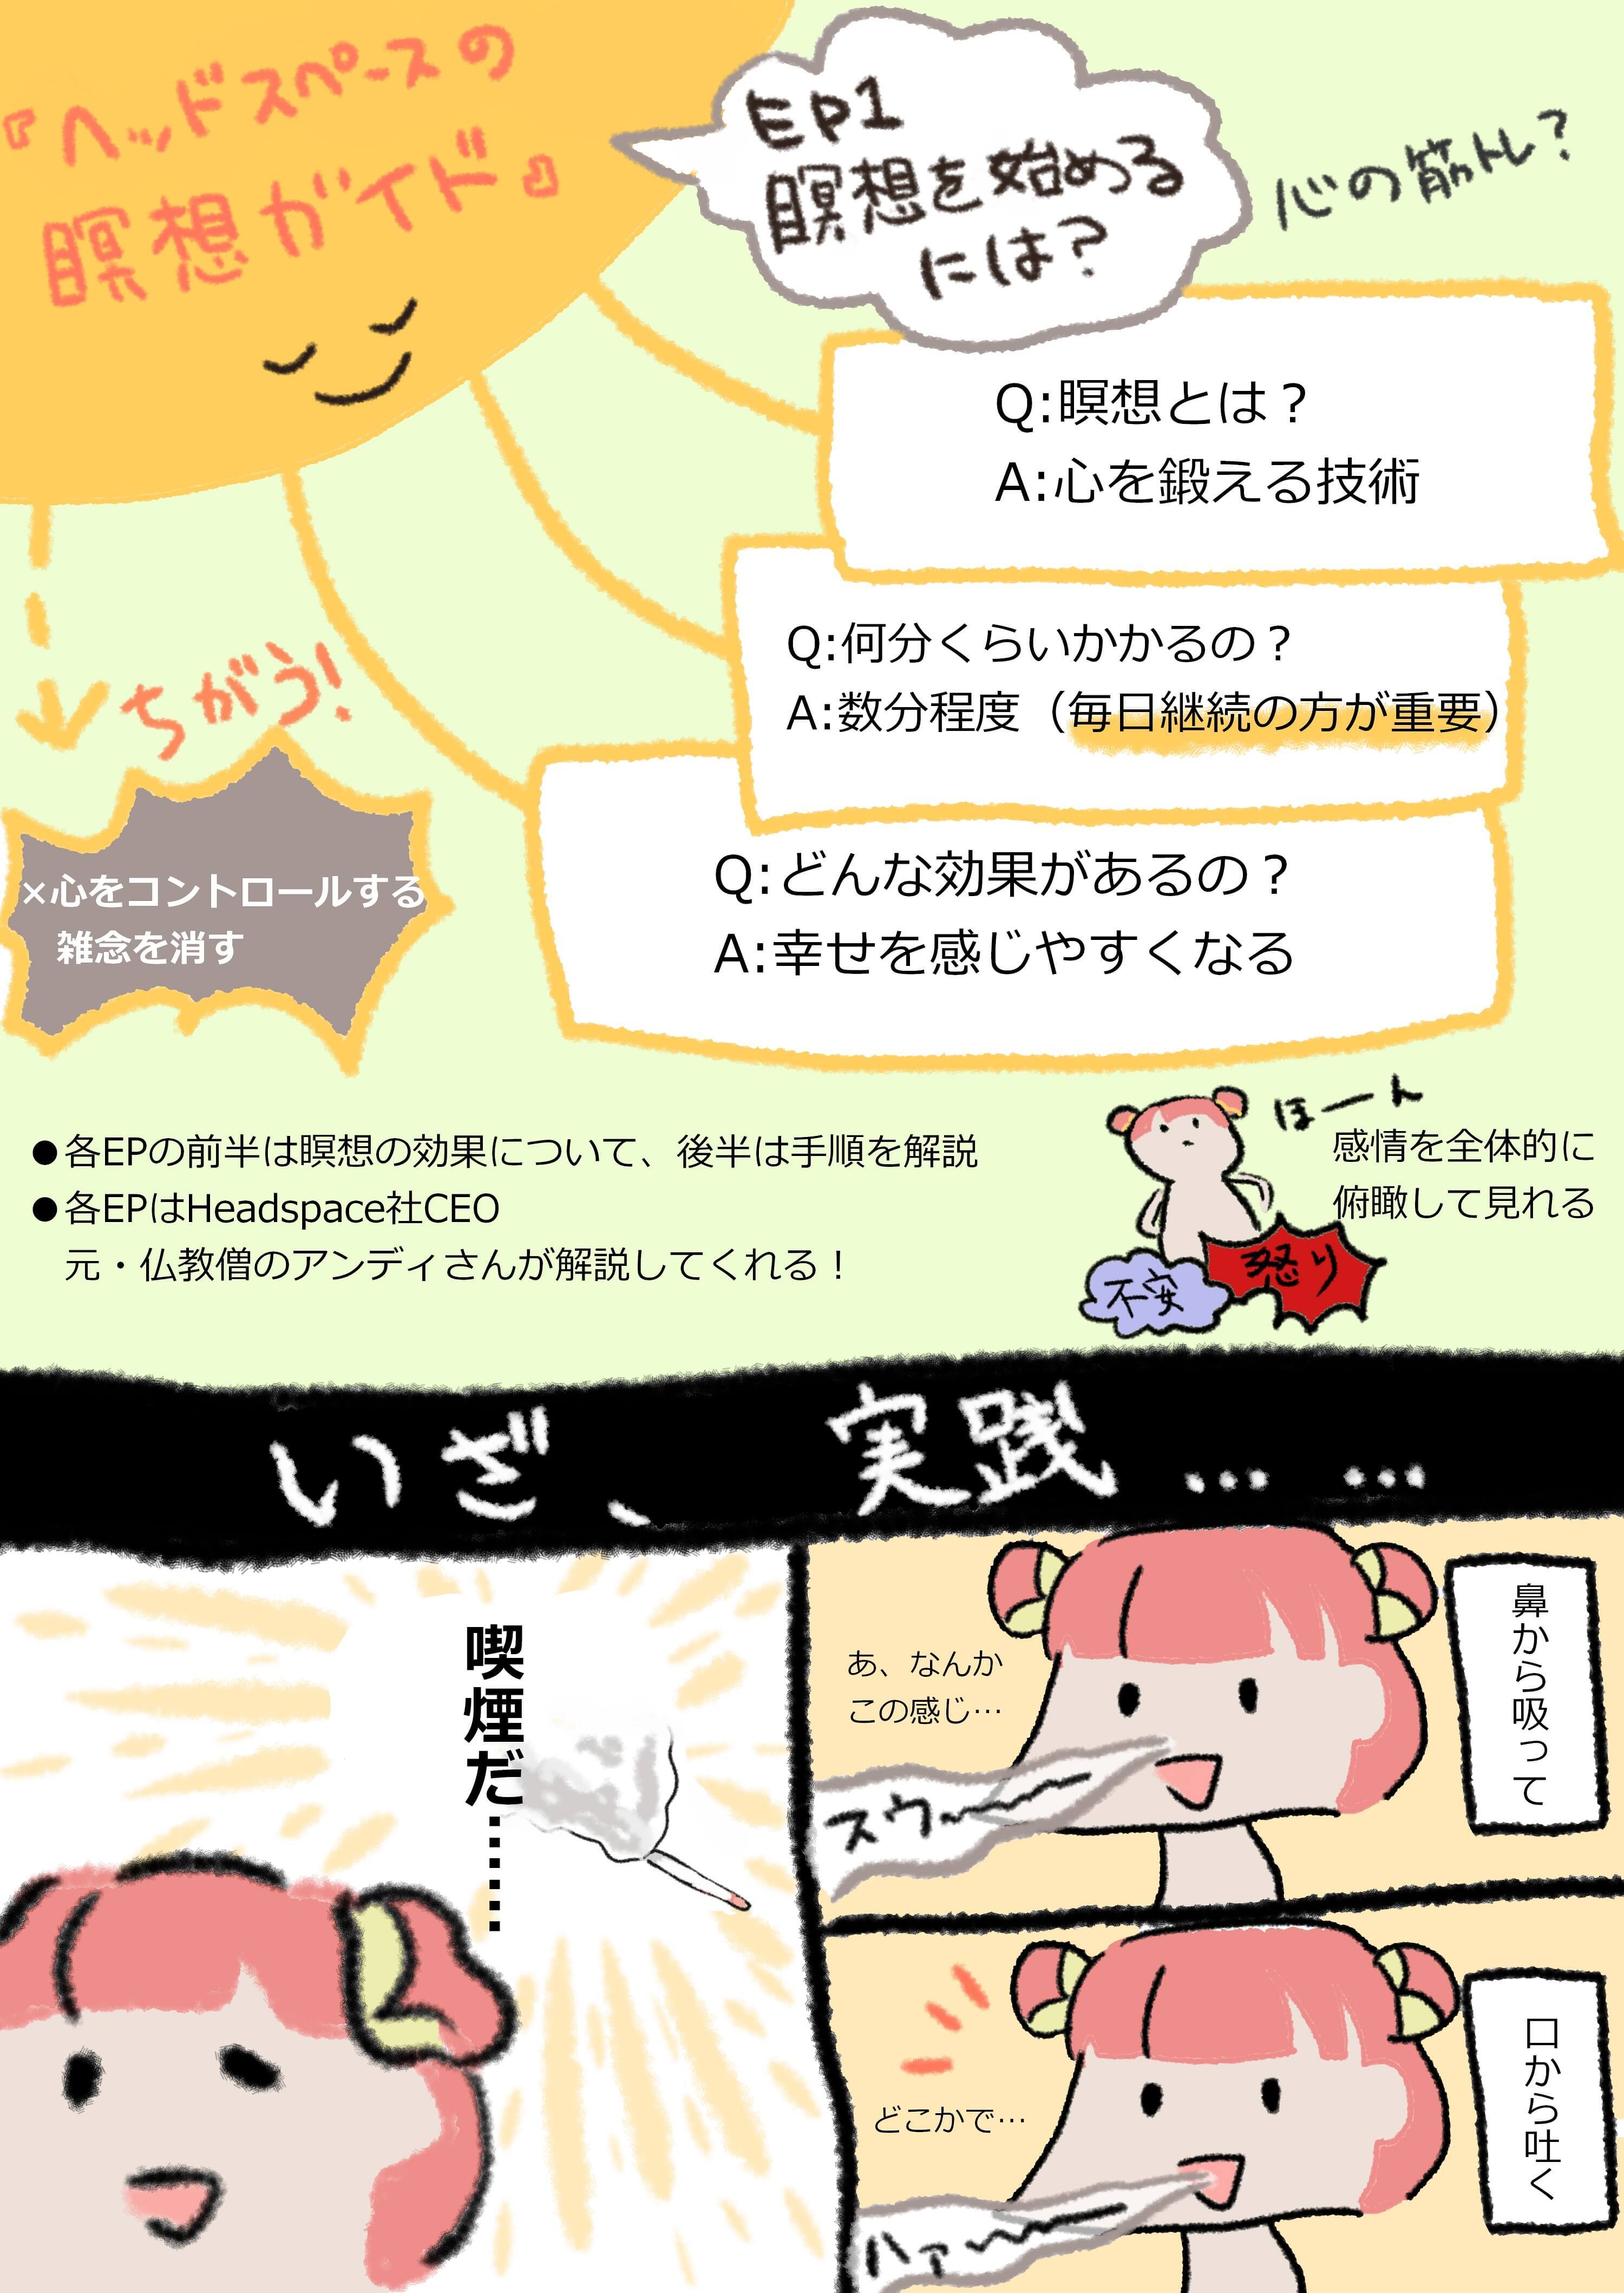 『ヘッドスペースの
瞑想ガイド』
EP1
瞑想を始める
には？
心の筋トレ？
Q:瞑想とは？
A:心を鍛える技術
Q:何分くらいかかるの？
A:数分程度（毎日継続の方が重要）
Q:どんな効果があるの？
A:幸せを感じやすくなる
ちがう！
×心をコントロールする
雑念を消す
●各EPの前半は瞑想の効果について、後半は手順を解説
●各EPはHeadspace社CEO
元・仏教僧のアンディさんが解説してくれる！
ほーん
感情を全体的に
俯瞰して見れる
不安
怒り
いざ、実践……
鼻から吸って
あ、なんか
この感じ…
スウ〜
口から吐く
どこかで…
ハァ〜
喫煙だ……